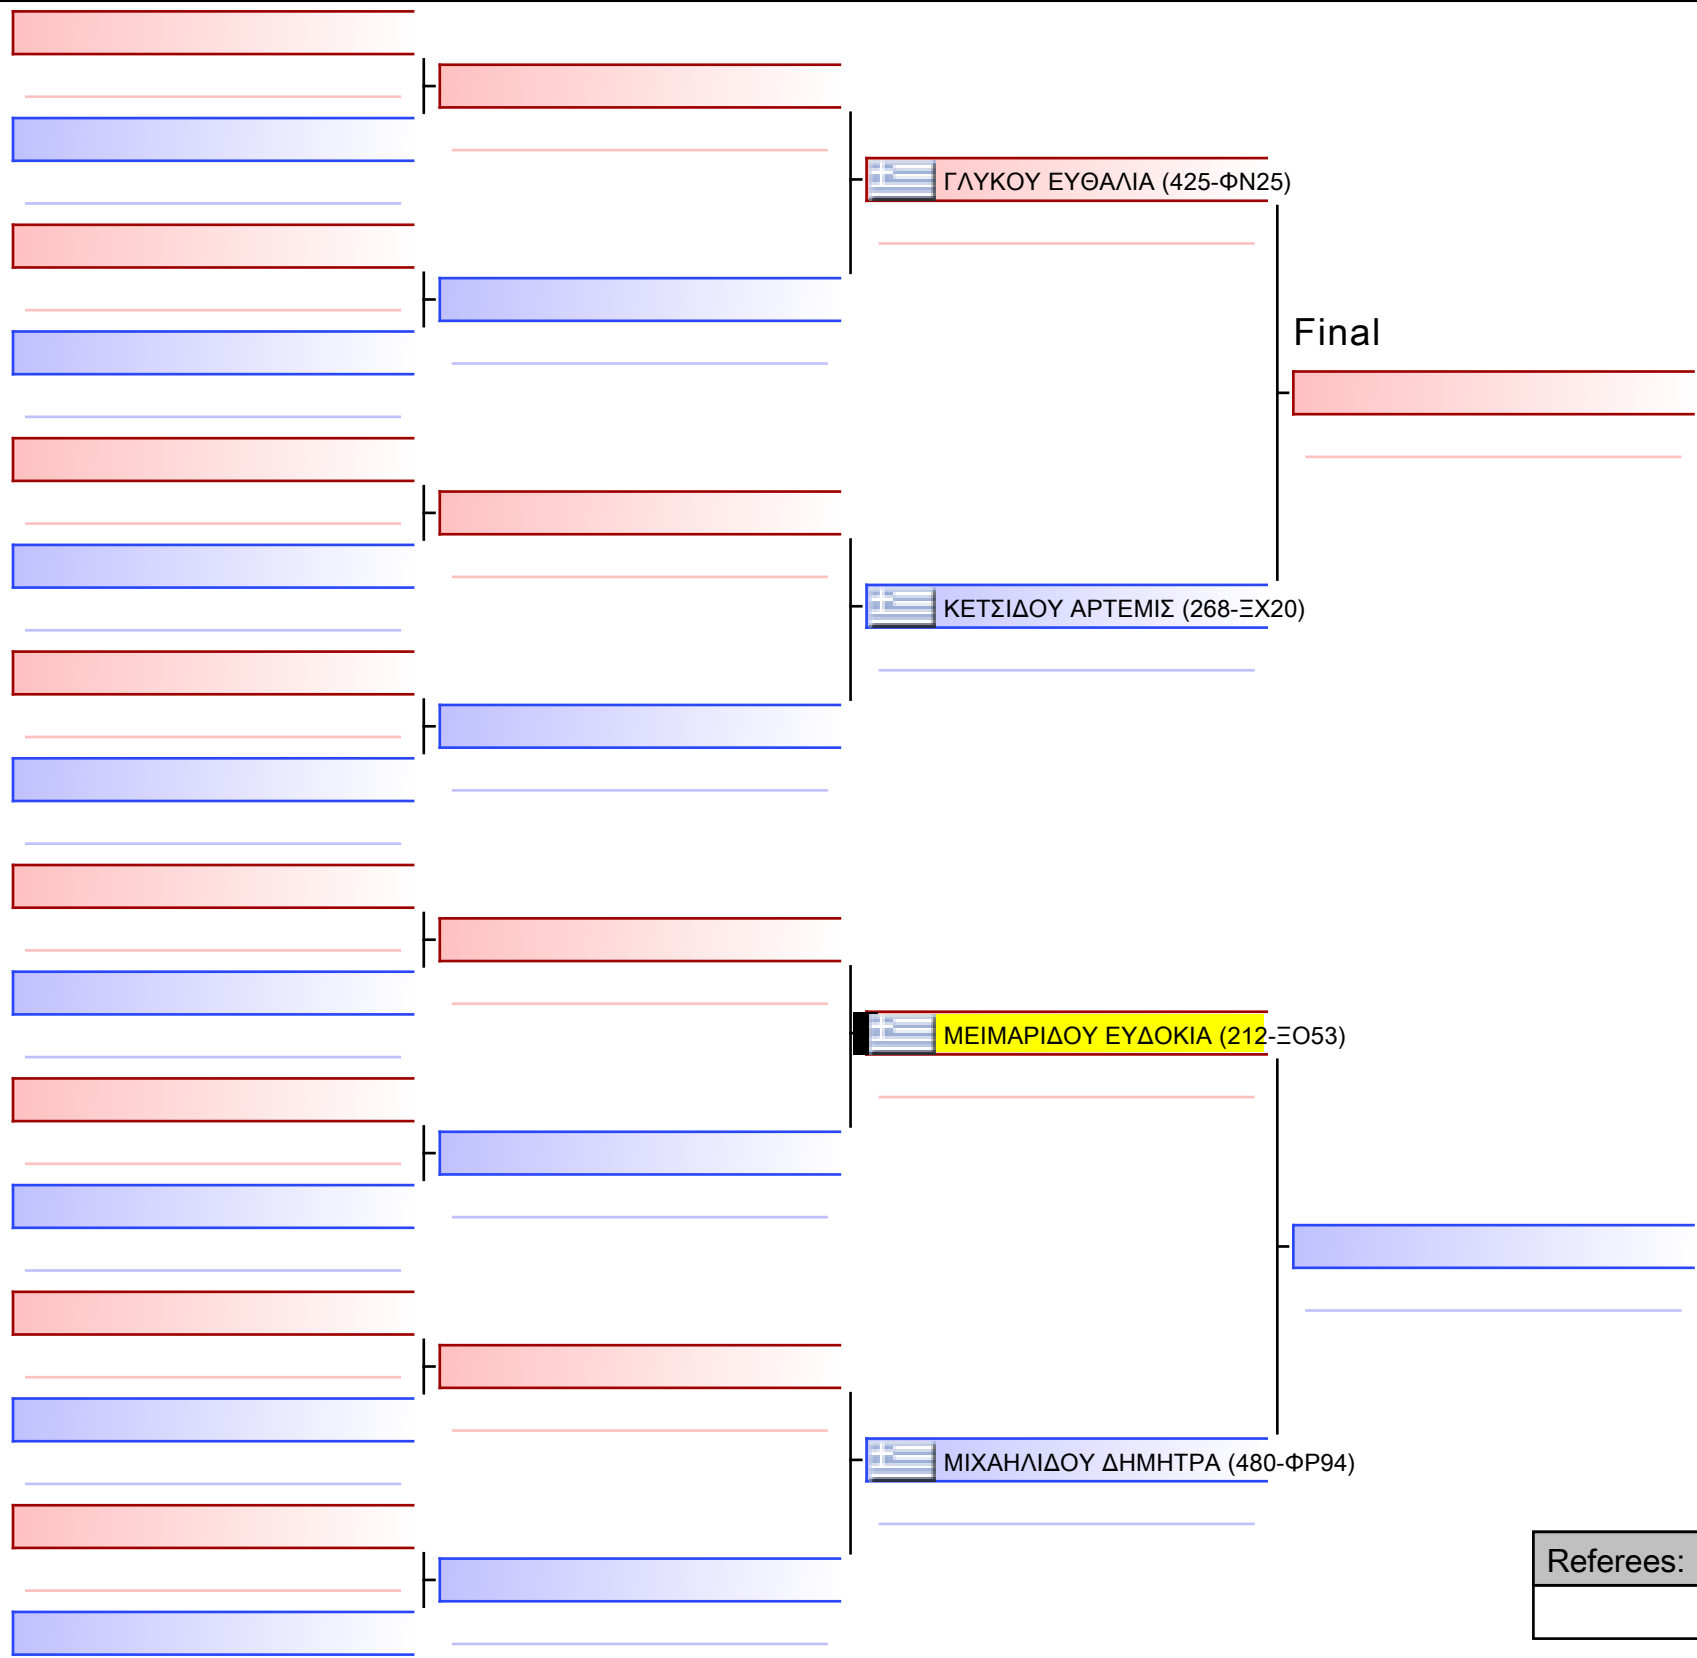 ΓΛΥΚΟΥ ΕΥΘΑΛΙΑ (425-ΦΝ25)
Final
ΚΕΤΣΙΔΟΥ ΑΡΤΕΜΙΣ (268-ΞΧ20)
ΜΕΙΜΑΡΙΔΟΥ ΕΥΔΟΚΙΑ (212-ΞΟ53)
ΜΙΧΑΗΛΙΔΟΥ ΔΗΜΗΤΡΑ (480-ΦΡ94)
Referees: